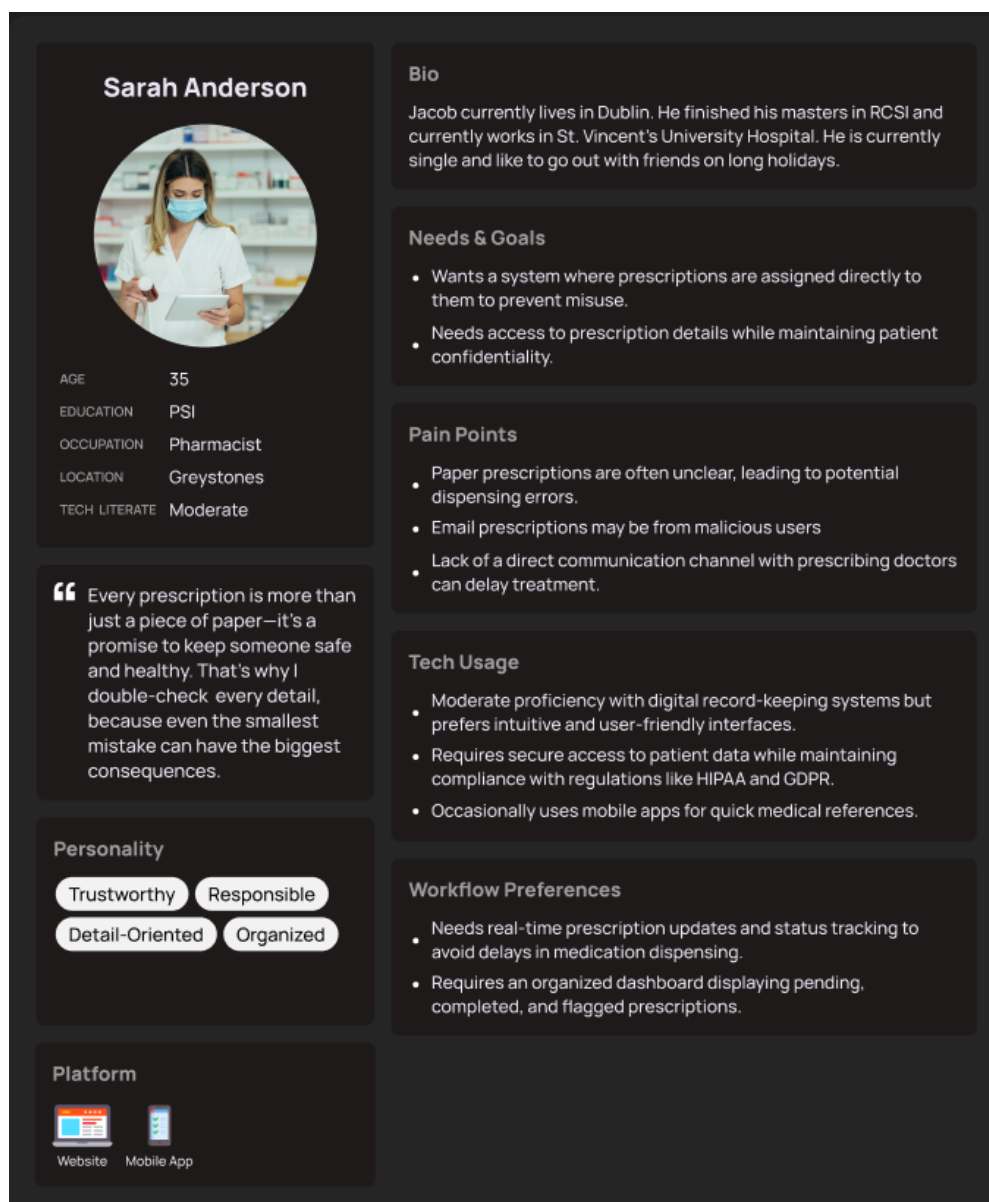 Sarah Anderson
AGE 35
EDUCATION PSI
OCCUPATION Pharmacist
LOCATION Greystones
TECH LITERATE Moderate
“ Every prescription is more than
just a piece of paper—it's a
promise to keep someone safe
and healthy. That's why I
double-check every detail,
because even the smallest
mistake can have the biggest
consequences.
Personality
Trustworthy Responsible
Detail-Oriented Organized
Platform
Website Mobile App
Bio
Jacob currently lives in Dublin. He finished his masters in RCSI and
currently works in St. Vincent's University Hospital. He is currently
single and like to go out with friends on long holidays.
Needs & Goals
• Wants a system where prescriptions are assigned directly to
them to prevent misuse.
• Needs access to prescription details while maintaining patient
confidentiality.
Pain Points
• Paper prescriptions are often unclear, leading to potential
dispensing errors.
• Email prescriptions may be from malicious users
• Lack of a direct communication channel with prescribing doctors
can delay treatment.
Tech Usage
• Moderate proficiency with digital record-keeping systems but
prefers intuitive and user-friendly interfaces.
• Requires secure access to patient data while maintaining
compliance with regulations like HIPAA and GDPR.
• Occasionally uses mobile apps for quick medical references.
Workflow Preferences
• Needs real-time prescription updates and status tracking to
avoid delays in medication dispensing.
• Requires an organized dashboard displaying pending,
completed, and flagged prescriptions.